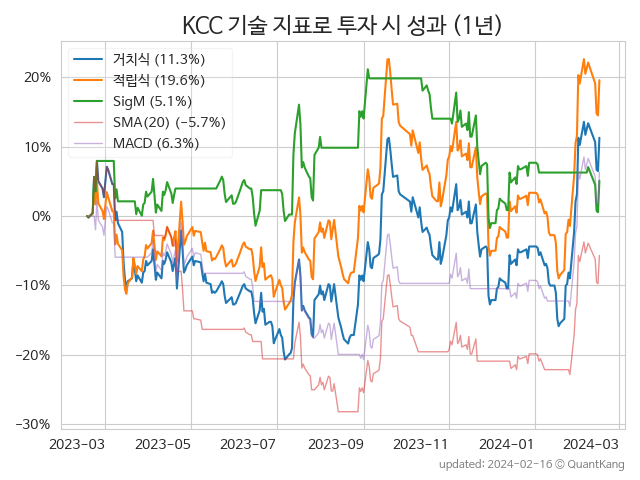 KCC 기술 지표로 투자 시 성과 (1년)
거치식 (11.3%)
적립식 (19.6%)
SigM (5.1%)
SMA(20) (−5.7%)
MACD (6.3%)
20%
10%
0%
−10%
−20%
−30%
2023-03 2023-05 2023-07 2023-09 2023-11 2024-01 2024-03
updated: 2024-02-16 © QuantKang